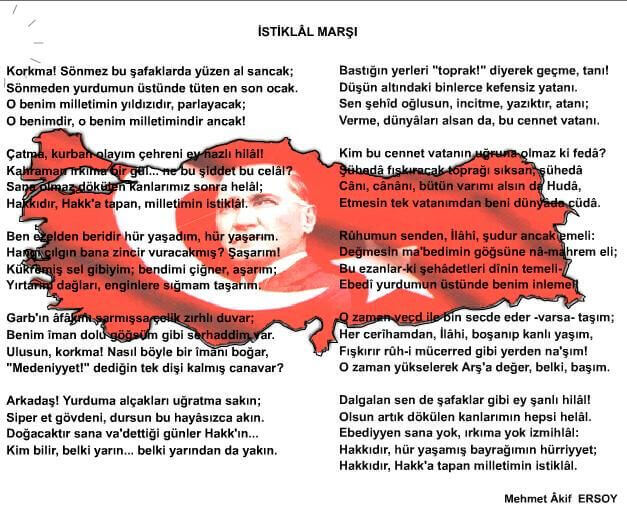 İSTİKLÂL MARŞI
Korkma! Sönmez bu şafaklarda yüzen al sancak;
Sönmeden yurdumun üstünde tüten en son ocak.
O benim milletimin yıldızıdır, parlayacak;
O benimdir, o benim milletimindir ancak!
Çatma, kurban olayım çehreni ey nazlı hilâl!
Kahraman ırkıma bir gül... ne bu şiddet bu celâl?
Sana olmaz dökülen kanlarımız sonra helâl;
Hakkıdır, Hakk'a tapan, milletimin istiklâl.
Ben ezelden beridir hür yaşadım, hür yaşarım.
Hangi çılgın bana zincir vuracakmış? Şaşarım!
Kükremiş sel gibiyim; bendimi çiğner, aşarım;
Yırtarım dağları, enginlere sığmam taşarım.
Garb'ın âfâkını sarmışsa çelik zırhlı duvar;
Benim îman dolu göğsüm gibi serhaddim var.
Ulusun, korkma! Nasıl böyle bir îmanı boğar,
"Medeniyyet!" dediğin tek dişi kalmış canavar?
Arkadaş! Yurduma alçakları uğratma sakın;
Siper et gövdeni, dursun bu hayâsızca akın.
Doğacaktır sana va'dettiği günler Hakk'ın...
Kim bilir, belki yarın... belki yarından da yakın.
Bastığın yerleri "toprak!" diyerek geçme, tanı!
Düşün altındaki binlerce kefensiz yatanı.
Sen şehîd oğlusun, incitme, yazıktır, atanı;
Verme, dünyâları alsan da, bu cennet vatanı.
Kim bu cennet vatanın uğruna olmaz ki fedâ?
Şühedâ fışkıracak toprağı sıksan, şühedâ
Cânı, cânânı, bütün varımı alsın da Hudâ,
Etmesin tek vatanımdan beni dünyâda cüdâ.
Rûhumun senden, İlâhi, şudur ancak emeli:
Değmesin ma'bedimin göğsüne nâ-mahrem eli;
Bu ezanlar-ki şehâdetleri dînin temeli-
Ebedî yurdumun üstünde benim inlemeli
O zaman vecd ile bin secde eder -varsa- taşım;
Her cerîhamdan, İlâhi, boşanıp kanlı yaşım,
Fışkırır rûh-i mücerred gibi yerden na'şım!
O zaman yükselerek Arş'a değer, belki, başım.
Dalgalan sen de şafaklar gibi ey şanlı hilâl!
Olsun artık dökülen kanlarımın hepsi helâl.
Ebediyyen sana yok, ırkıma yok izmihlâl:
Hakkıdır, hür yaşamış bayrağımın hürriyyet;
Hakkıdır, Hakk'a tapan milletimin istiklâl.
Mehmet Âkif ERSOY